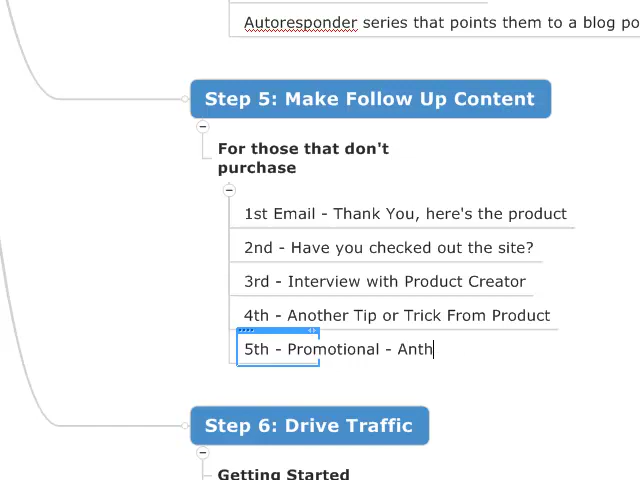 Autoresponder series that points them to a blog po
Step 5: Make Follow Up Content
For those that don't
purchase
1st Email - Thank You, here's the product
2nd - Have you checked out the site?
3rd - Interview with Product Creator
4th - Another Tip or Trick From Product
5th - Promotional - Anth
Step 6: Drive Traffic
Getting Started